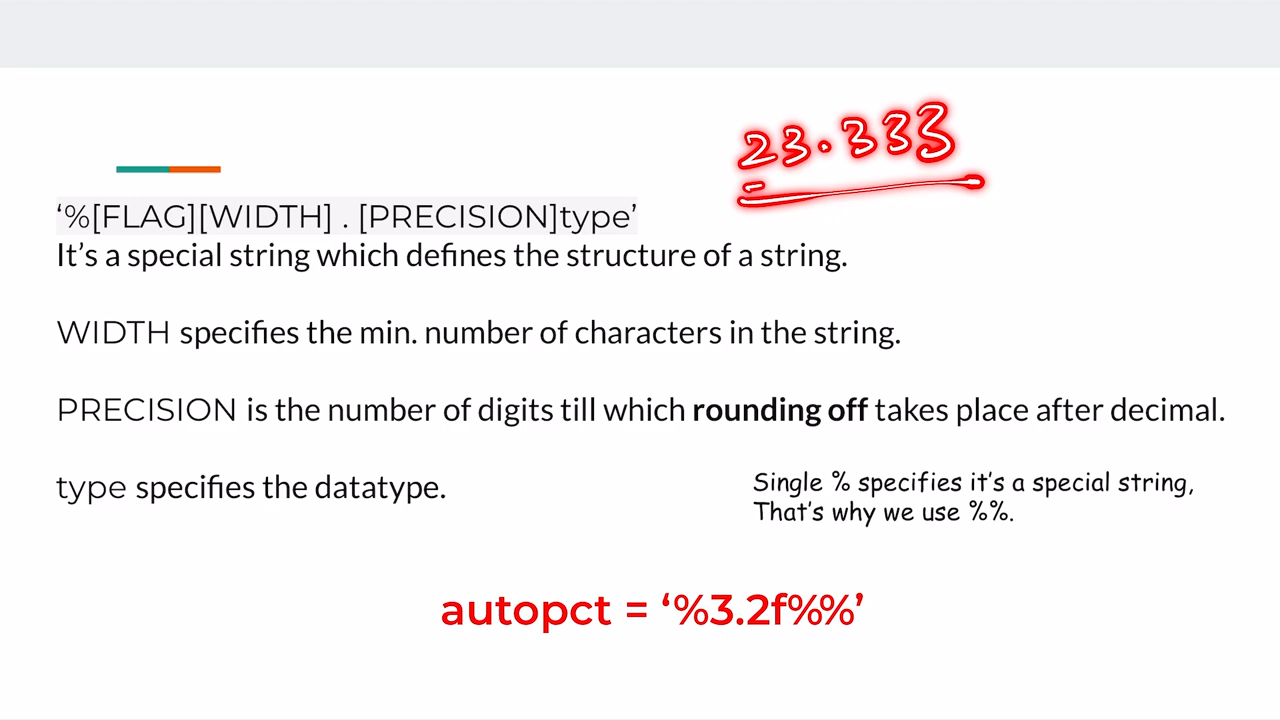 23.333
‘%[FLAG][WIDTH] . [PRECISION]type’
It’s a special string which defines the structure of a string.
WIDTH specifies the min. number of characters in the string.
PRECISION is the number of digits till which rounding off takes place after decimal.
type specifies the datatype.
Single % specifies it’s a special string,
That’s why we use %%.
autopct = ‘%3.2f%%’